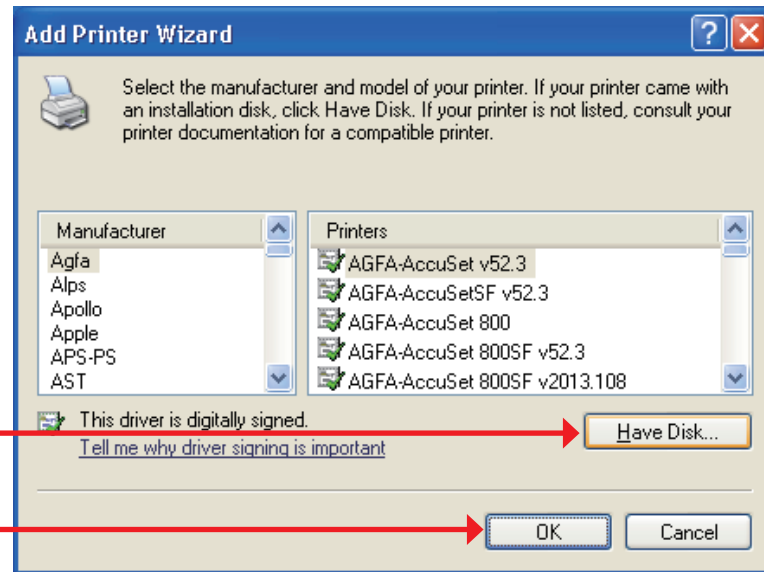 Add Printer Wizard
Select the manufacturer and model of your printer. If your printer came with
an installation disk, click Have Disk. If your printer is not listed, consult your
printer documentation for a compatible printer.
Manufacturer
Agfa
Alps
Apollo
Apple
APS-PS
AST
Printers
AGFA-AccuSet v52.3
AGFA-AccuSetSF v52.3
AGFA-AccuSet 800
AGFA-AccuSet 800SF v52.3
AGFA-AccuSet 800SF v2013.108
This driver is digitally signed.
Tell me why driver signing is important
Have Disk...
OK
Cancel